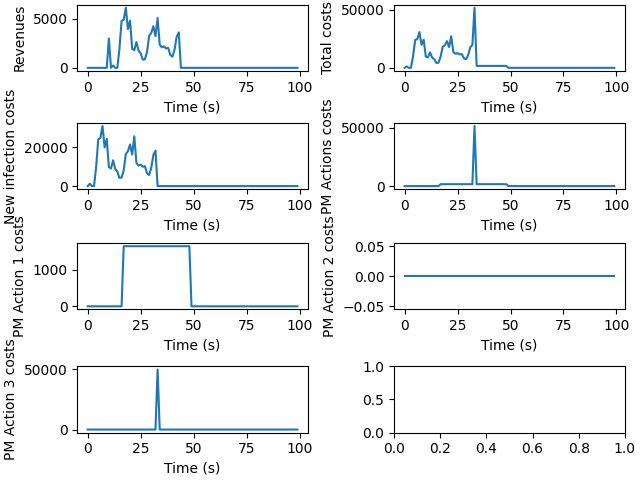 Revenues
5000
0
0 25 50 75 100
Time (s)
Total costs
50000
0
0 25 50 75 100
Time (s)
New infection costs
20000
0
0 25 50 75 100
Time (s)
PM Actions costs
50000
0
0 25 50 75 100
Time (s)
PM Action 1 costs
1000
0
0 25 50 75 100
Time (s)
PM Action 2 costs
0.05
0.00
−0.05
0 25 50 75 100
Time (s)
PM Action 3 costs
50000
0
0 25 50 75 100
Time (s)
1.0
0.5
0.0
0.0 0.2 0.4 0.6 0.8 1.0